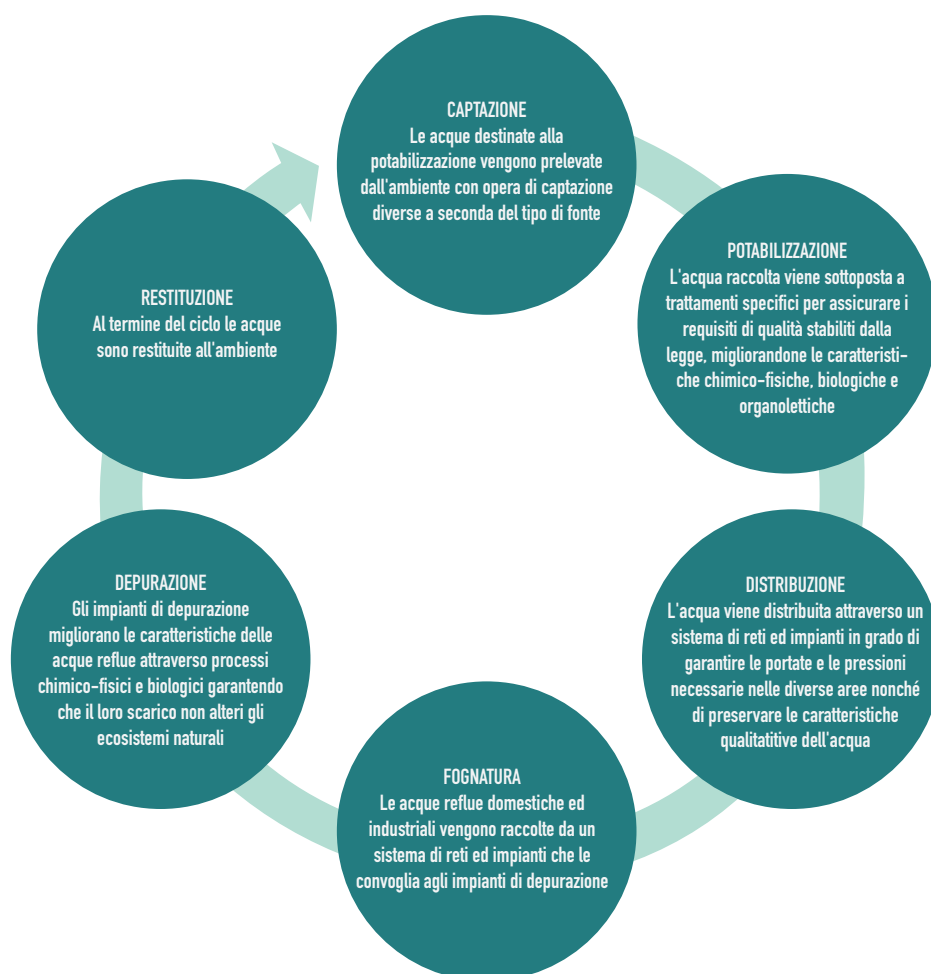 CAPTAZIONE
Le acque destinate alla
potabilizzazione vengono prelevate
dall'ambiente con opera di captazione
diverse a seconda del tipo di fonte
POTABILIZZAZIONE
L'acqua raccolta viene sottoposta a
trattamenti specifici per assicurare i
requisiti di qualità stabiliti dalla
legge, migliorandone le caratteristi-
che chimico-fisiche, biologiche e
organolettiche
DISTRIBUZIONE
L'acqua viene distribuita attraverso un
sistema di reti ed impianti in grado di
garantire le portate e le pressioni
necessarie nelle diverse aree nonché
di preservare le caratteristiche
qualitatitive dell'acqua
FOGNATURA
Le acque reflue domestiche ed
industriali vengono raccolte da un
sistema di reti ed impianti che le
convoglia agli impianti di depurazione
DEPURAZIONE
Gli impianti di depurazione
migliorano le caratteristiche delle
acque reflue attraverso processi
chimico-fisici e biologici garantendo
che il loro scarico non alteri gli
ecosistemi naturali
RESTITUZIONE
Al termine del ciclo le acque
sono restituite all'ambiente